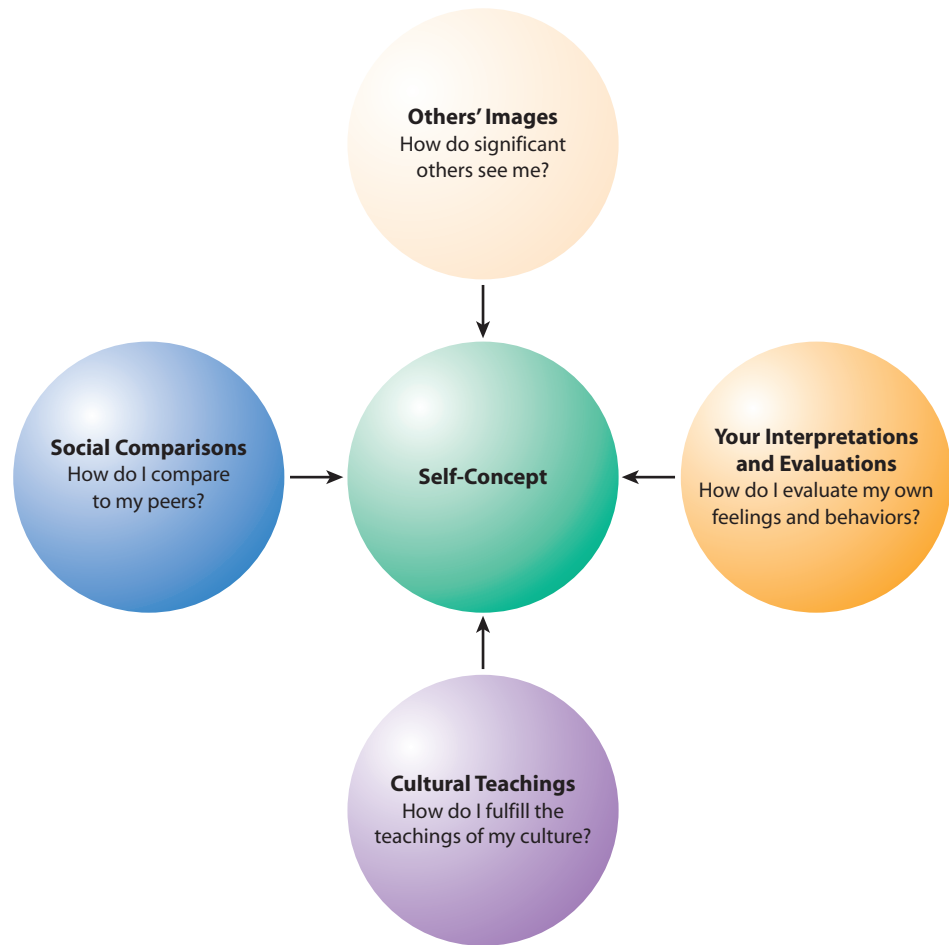 Others’ Images
How do significant
others see me?
Social Comparisons
How do I compare
to my peers?
Self-Concept
Your Interpretations
and Evaluations
How do I evaluate my own
feelings and behaviors?
Cultural Teachings
How do I fulfill the
teachings of my culture?